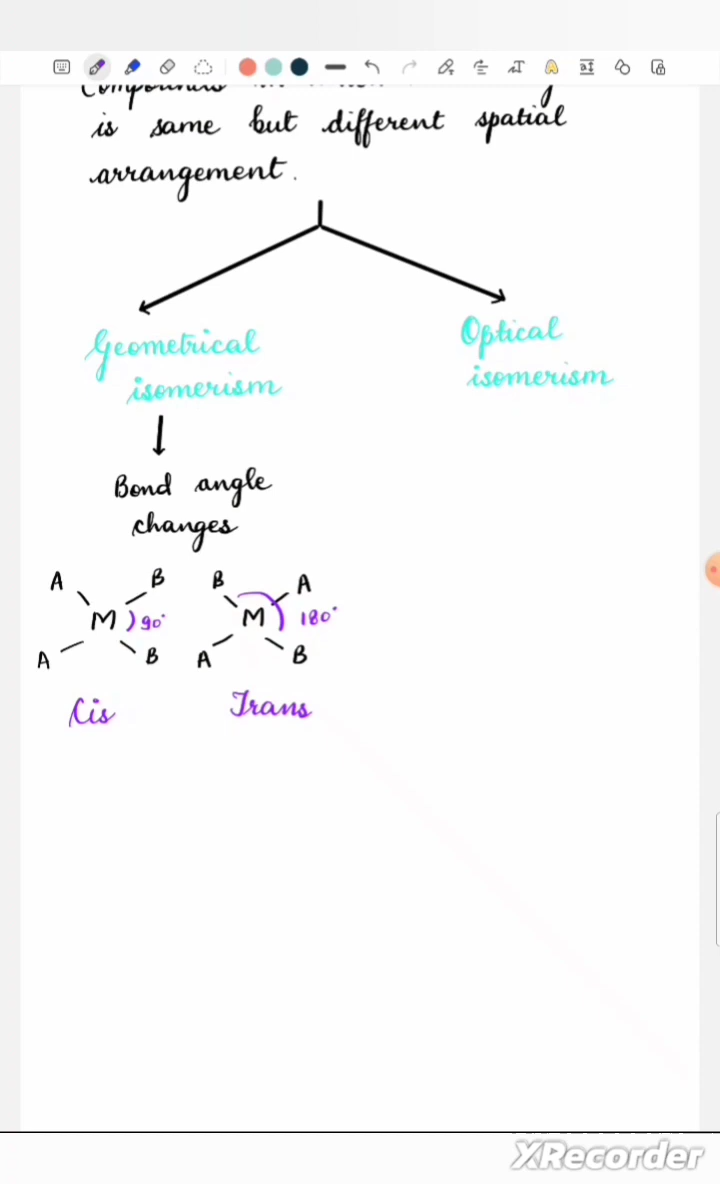 is same but different spatial
arrangement.
Geometrical
isomerism
Optical
isomerism
Bond angle
changes
A B B A
M 90° M 180°
A B A B
Cis Trans
XRecorder